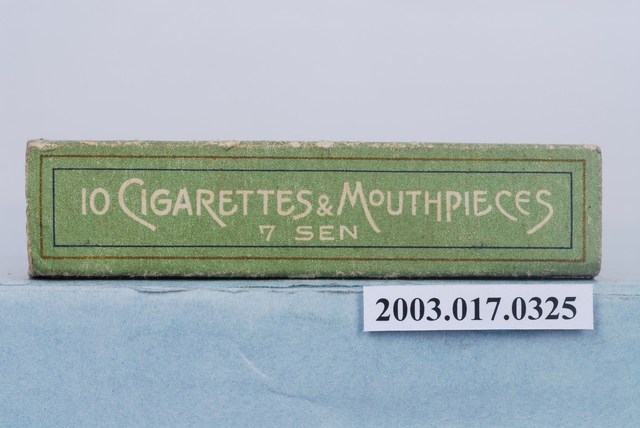 10 CIGARETTES & MOUTHPIECES
7 SEN
2003.017.0325